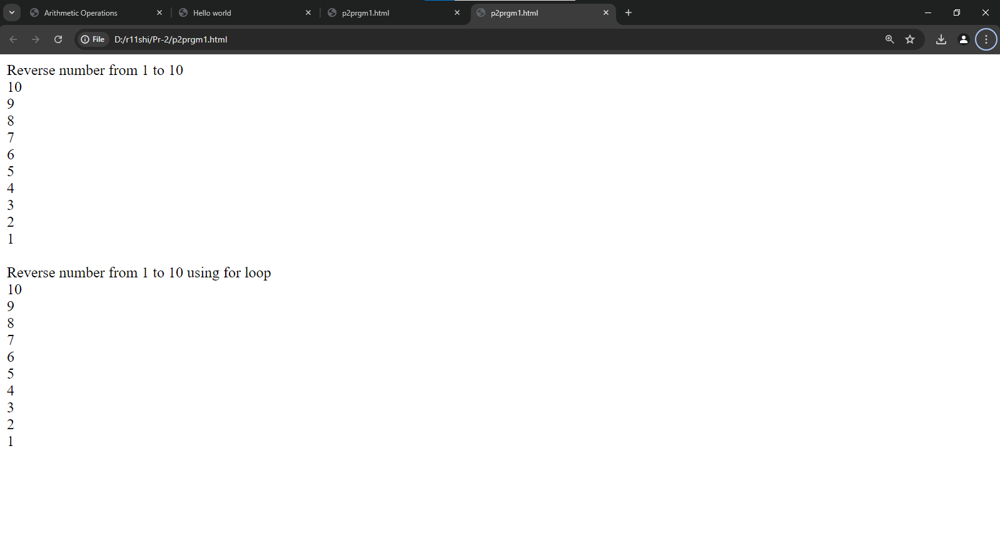 Arithmetic Operations
Hello world
p2prgm1.html
p2prgm1.html
File D:/r11shi/Pr-2/p2prgm1.html
Reverse number from 1 to 10
10
9
8
7
6
5
4
3
2
1
Reverse number from 1 to 10 using for loop
10
9
8
7
6
5
4
3
2
1